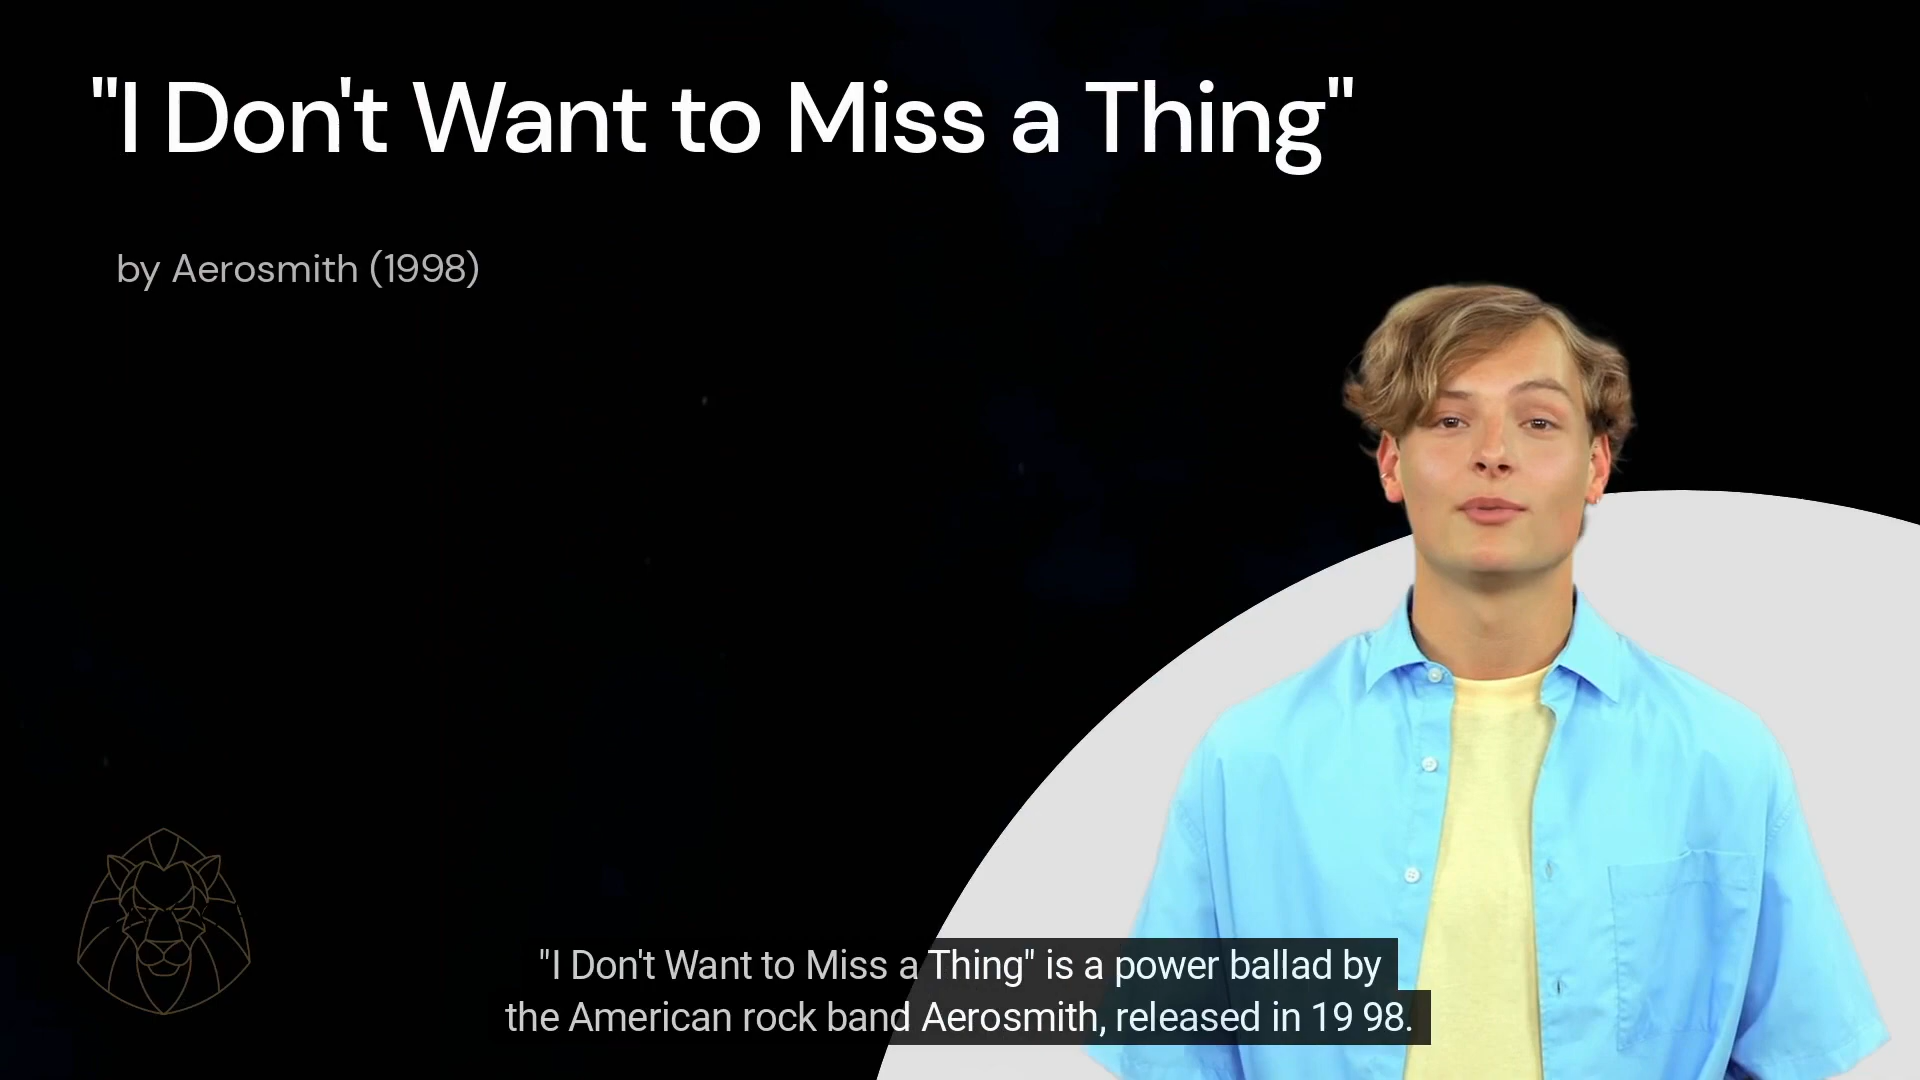 "I Don't Want to Miss a Thing"
by Aerosmith (1998)
"I Don't Want to Miss a Thing" is a power ballad by
the American rock band Aerosmith, released in 19 98.